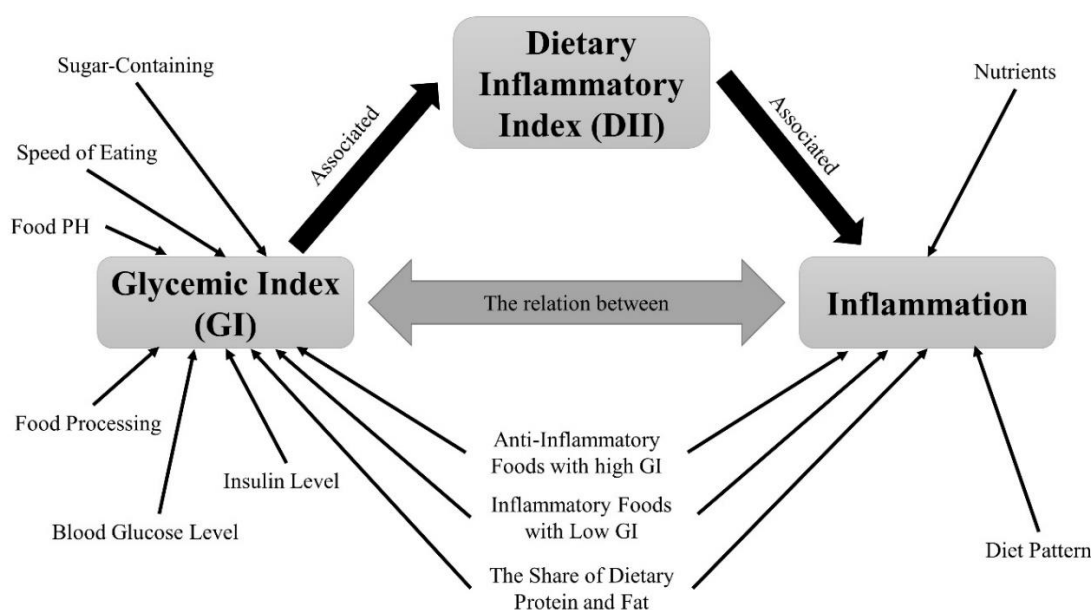 Dietary
Inflammatory
Index (DII)
Sugar-Containing
Nutrients
Associated
Associated
Speed of Eating
Food PH
Glycemic Index
(GI)
The relation between
Inflammation
Food Processing
Anti-Inflammatory
Foods with high GI
Insulin Level
Inflammatory Foods
with Low GI
Blood Glucose Level
Diet Pattern
The Share of Dietary
Protein and Fat